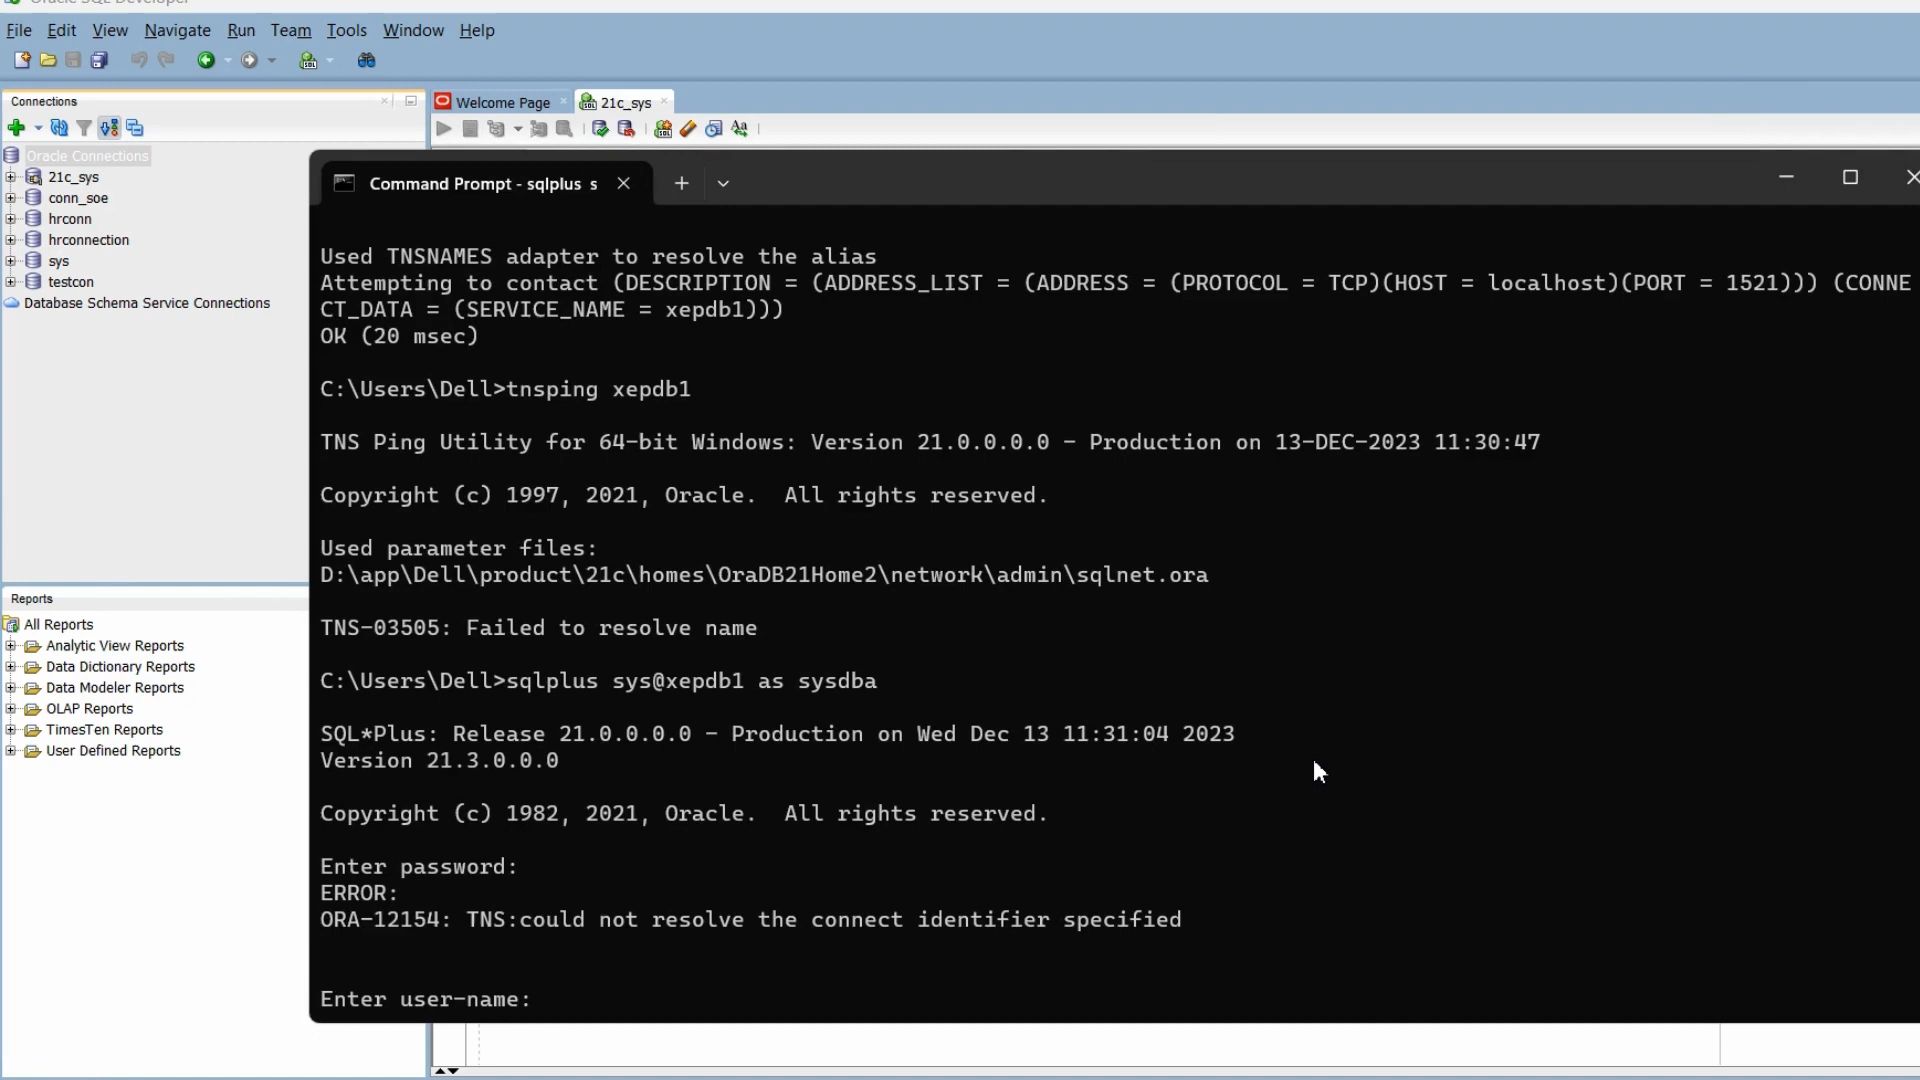 Oracle SQL Developer
File Edit View Navigate Run Team Tools Window Help
Connections
Welcome Page
21c_sys
Oracle Connections
21c_sys
conn_soe
hrconn
hrconnection
sys
testcon
Database Schema Service Connections
Reports
All Reports
Analytic View Reports
Data Dictionary Reports
Data Modeler Reports
OLAP Reports
TimesTen Reports
User Defined Reports
Command Prompt - sqlplus s
Used TNSNAMES adapter to resolve the alias
Attempting to contact (DESCRIPTION = (ADDRESS_LIST = (ADDRESS = (PROTOCOL = TCP)(HOST = localhost)(PORT = 1521))) (CONNE
CT_DATA = (SERVICE_NAME = xepdb1)))
OK (20 msec)
C:\Users\Dell>tnsping xepdb1
TNS Ping Utility for 64-bit Windows: Version 21.0.0.0.0 - Production on 13-DEC-2023 11:30:47
Copyright (c) 1997, 2021, Oracle.  All rights reserved.
Used parameter files:
D:\app\Dell\product\21c\homes\OraDB21Home2\network\admin\sqlnet.ora
TNS-03505: Failed to resolve name
C:\Users\Dell>sqlplus sys@xepdb1 as sysdba
SQL*Plus: Release 21.0.0.0.0 - Production on Wed Dec 13 11:31:04 2023
Version 21.3.0.0.0
Copyright (c) 1982, 2021, Oracle.  All rights reserved.
Enter password:
ERROR:
ORA-12154: TNS:could not resolve the connect identifier specified
Enter user-name: